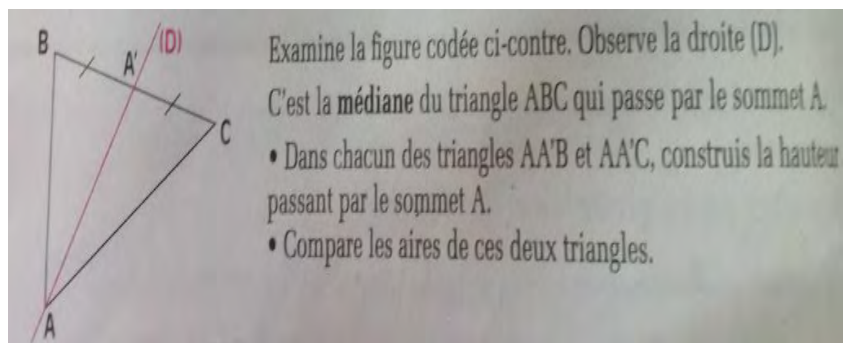 B
A'
(D)
C
A
Examine la figure codée ci-contre. Observe la droite (D).
C'est la médiane du triangle ABC qui passe par le sommet A.
• Dans chacun des triangles AA'B et AA'C, construis la hauteur
passant par le sommet A.
• Compare les aires de ces deux triangles.